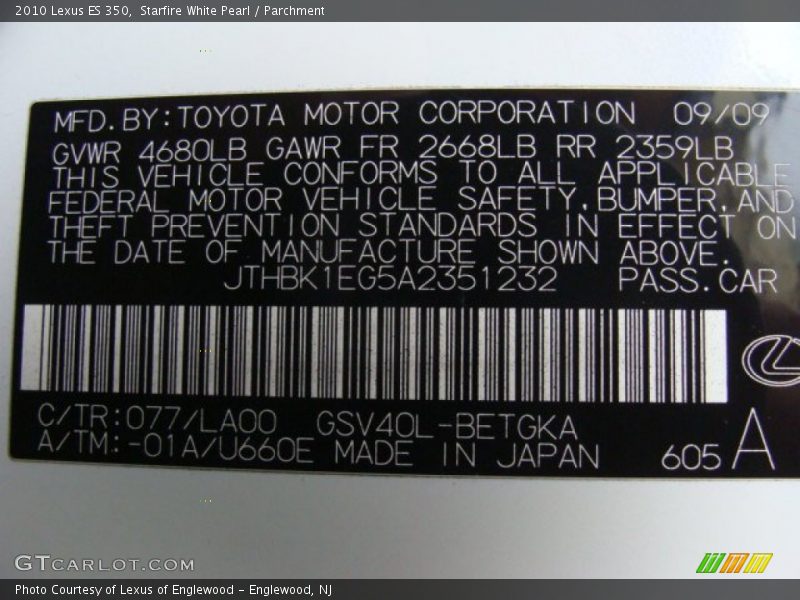 2010 Lexus ES 350, Starfire White Pearl / Parchment
MFD.BY:TOYOTA MOTOR CORPORATION 09/09
GVWR 4680LB GAWR FR 2668LB RR 2359LB
THIS VEHICLE CONFORMS TO ALL APPLICABLE
FEDERAL MOTOR VEHICLE SAFETY,BUMPER,AND
THEFT PREVENTION STANDARDS IN EFFECT ON
THE DATE OF MANUFACTURE SHOWN ABOVE.
JTHBK1EG5A2351232 PASS.CAR
C/TR:077/LA00 GSV40L-BETGKA
A/TM:-01A/U660E MADE IN JAPAN 605 A
GTCARLOT.COM
Photo Courtesy of Lexus of Englewood – Englewood, NJ